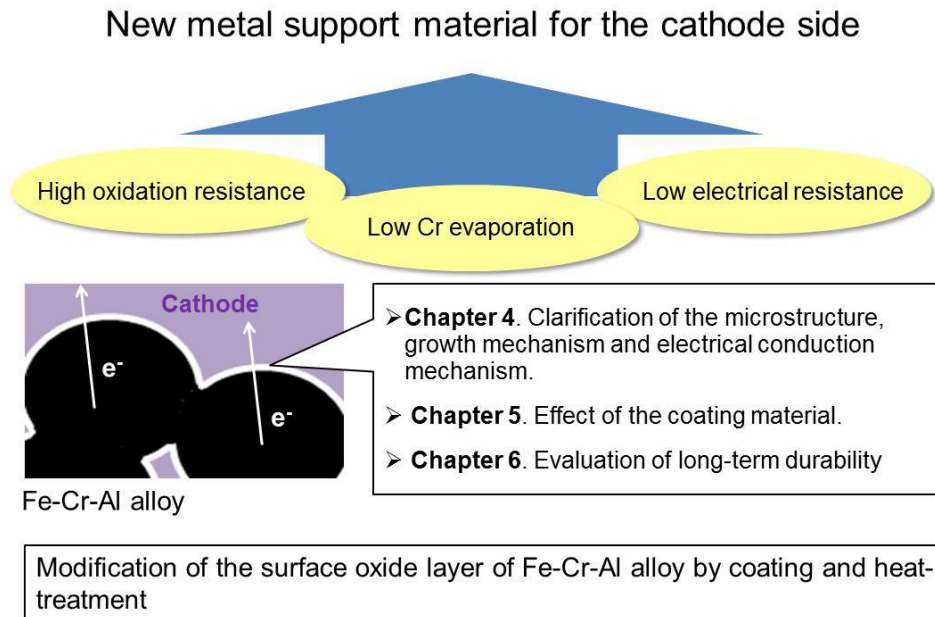 New metal support material for the cathode side
High oxidation resistance
Low Cr evaporation
Low electrical resistance
Cathode
e-
e-
Fe-Cr-Al alloy
➢Chapter 4. Clarification of the microstructure,
growth mechanism and electrical conduction
mechanism.
➢ Chapter 5. Effect of the coating material.
➢ Chapter 6. Evaluation of long-term durability
Modification of the surface oxide layer of Fe-Cr-Al alloy by coating and heat-
treatment